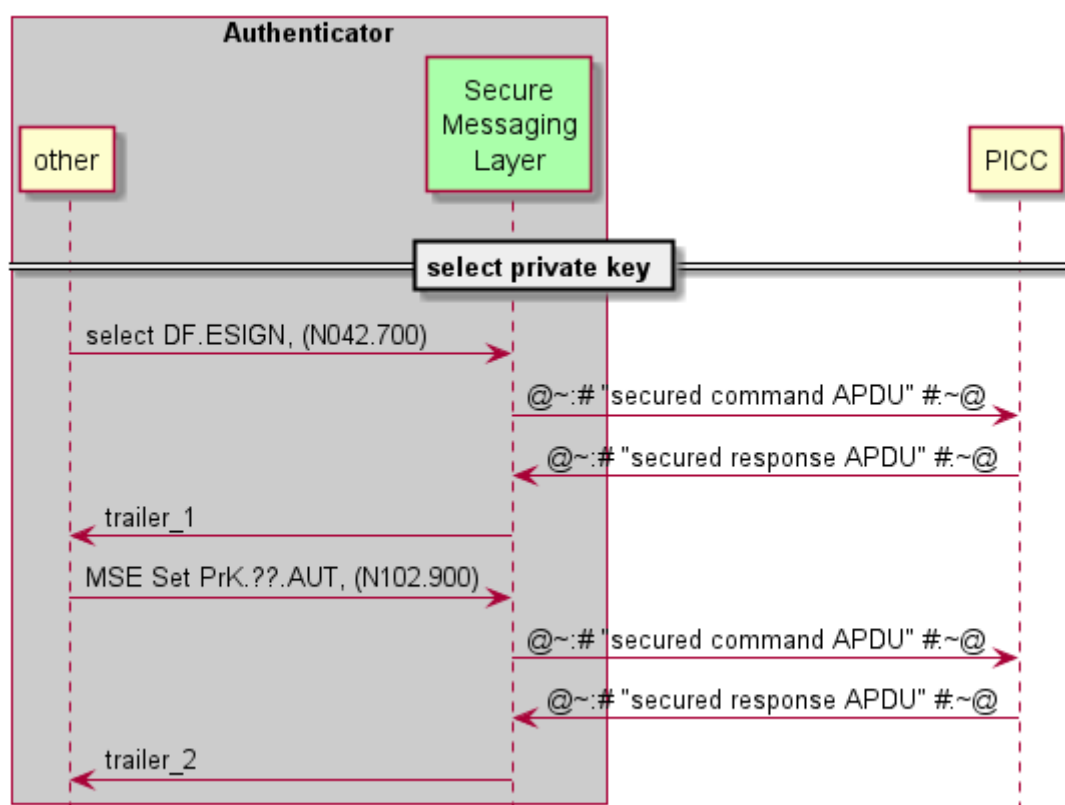 Authenticator
other
Secure
Messaging
Layer
PICC
select private key
select DF.ESIGN, (N042.700)
@~:# "secured command APDU" #:~@
@~:# "secured response APDU" #:~@
trailer_1
MSE Set PrK.??.AUT, (N102.900)
@~:# "secured command APDU" #:~@
@~:# "secured response APDU" #:~@
trailer_2